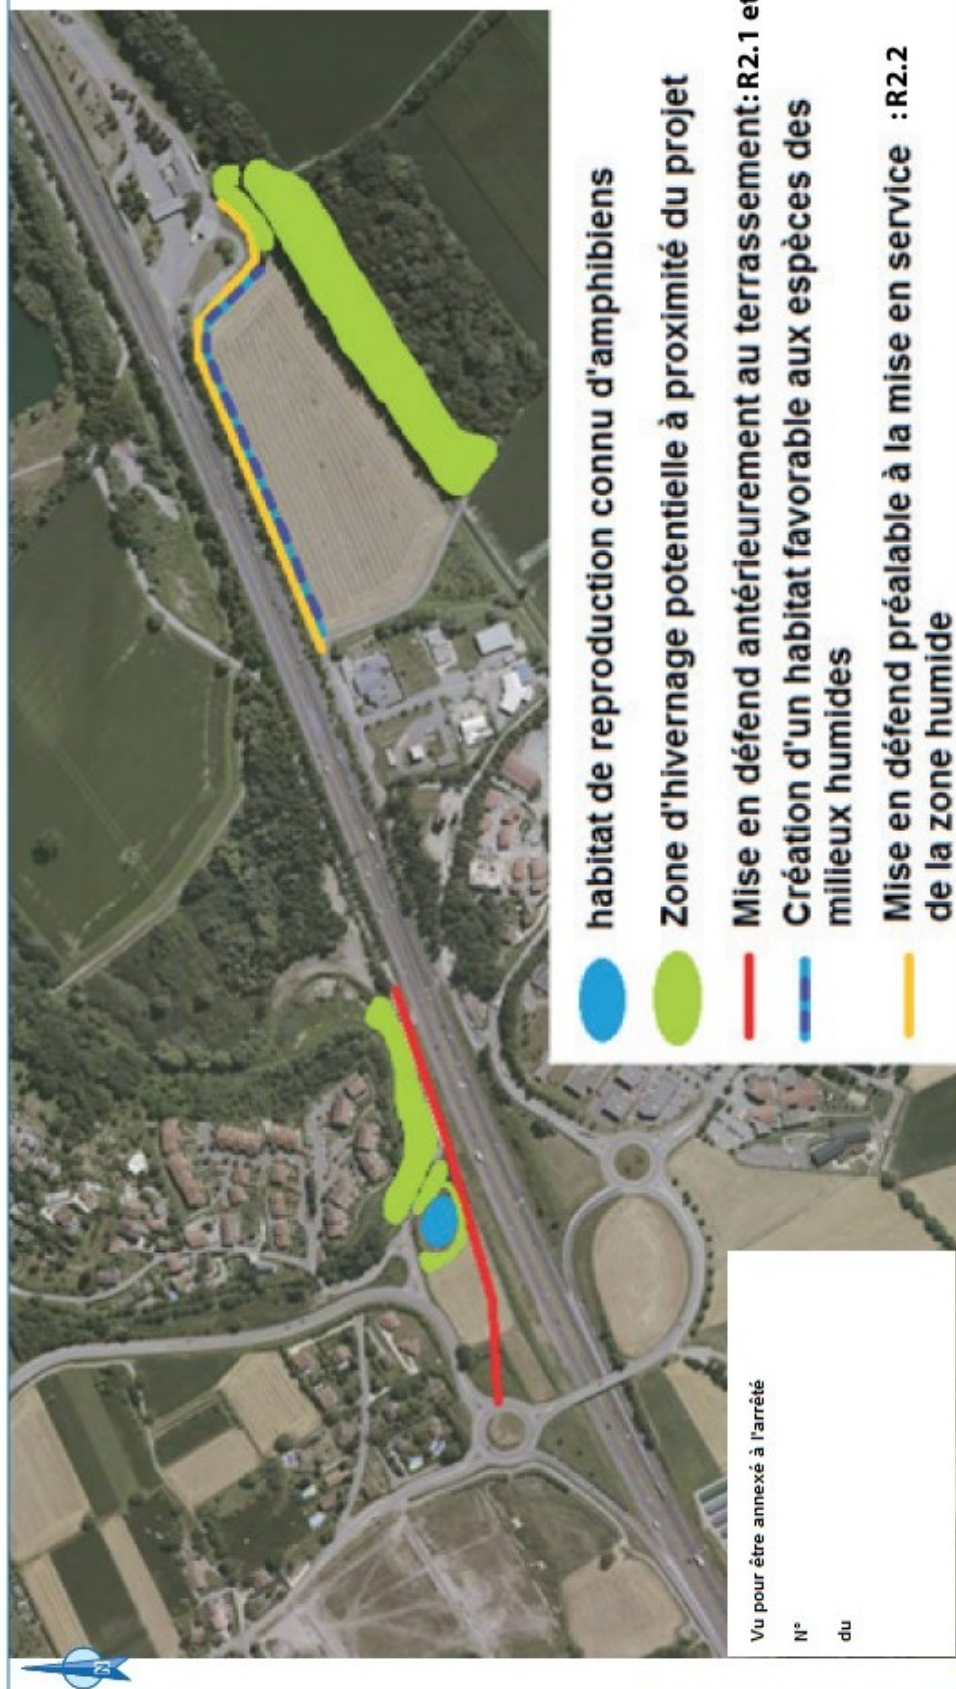 habitat de reproduction connu d'amphibiens
Zone d'hivernage potentielle à proximité du projet
Mise en défend antérieurement au terrassement: R2.1 et
Création d'un habitat favorable aux espèces des
milieux humides
Mise en défend préalable à la mise en service : R2.2
de la zone humide
Vu pour être annexé à l'arrêté
N°
du
N